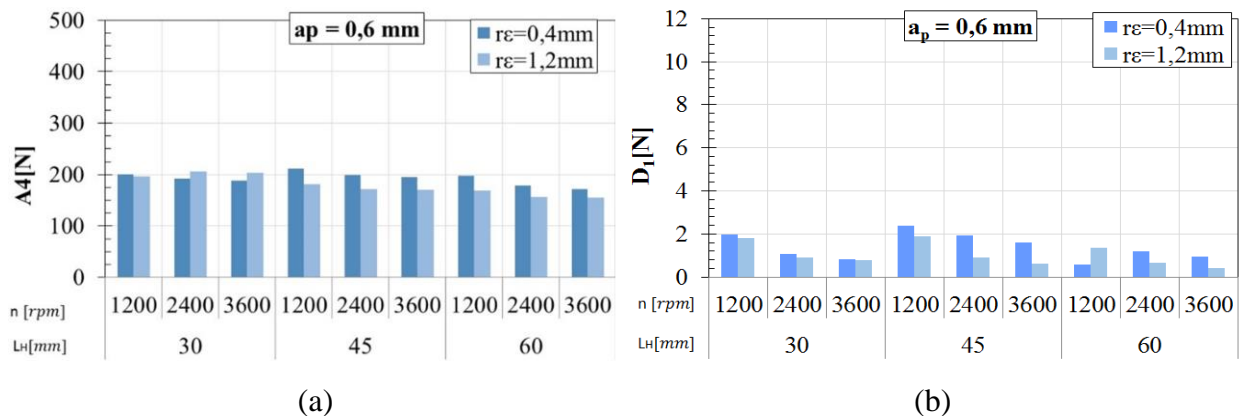 ap = 0,6 mm
rε=0,4mm
rε=1,2mm
500
400
300
200
100
0
A4[N]
n [rpm]
1200 2400 3600 1200 2400 3600 1200 2400 3600
LH[mm]
30 45 60
(a)
ap = 0,6 mm
rε=0,4mm
rε=1,2mm
12
10
8
6
4
2
0
D1[N]
n [rpm]
1200 2400 3600 1200 2400 3600 1200 2400 3600
LH[mm]
30 45 60
(b)